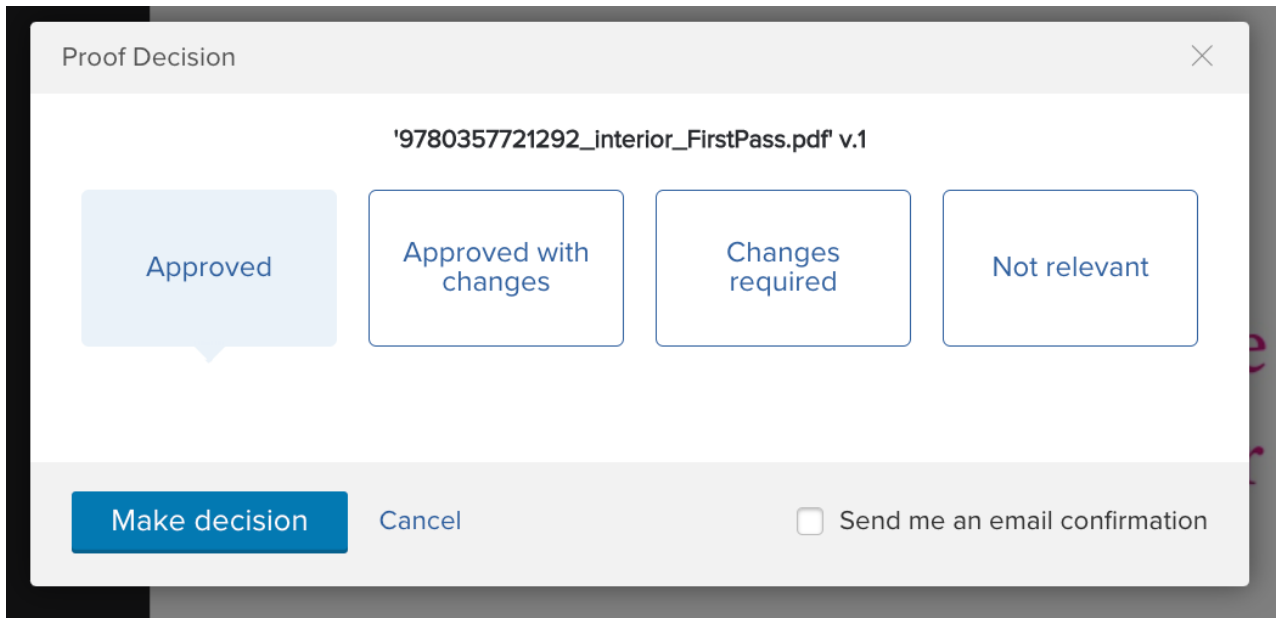 Proof Decision
'9780357721292_interior_FirstPass.pdf' v.1
Approved
Approved with
changes
Changes
required
Not relevant
Make decision
Cancel
Send me an email confirmation